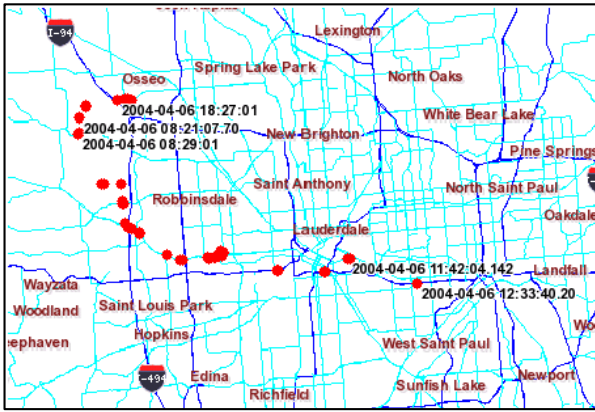 Lexington
I-94
Spring Lake Park
Osseo
North Oaks
2004-04-06 18:27:01
White Bear Lake
2004-04-06 08:21:07.70
New Brighton
2004-04-06 08:29:01
Pine Springs
Saint Anthony
North Saint Paul
Robbinsdale
Oakdale
Lauderdale
2004-04-06 11:42:04.142
Landfall
Wayzata
2004-04-06 12:33:40.20
Saint Louis Park
Woodland
Hopkins
eephaven
West Saint Paul
I-494
Edina
Newport
Sunfish Lake
Richfield